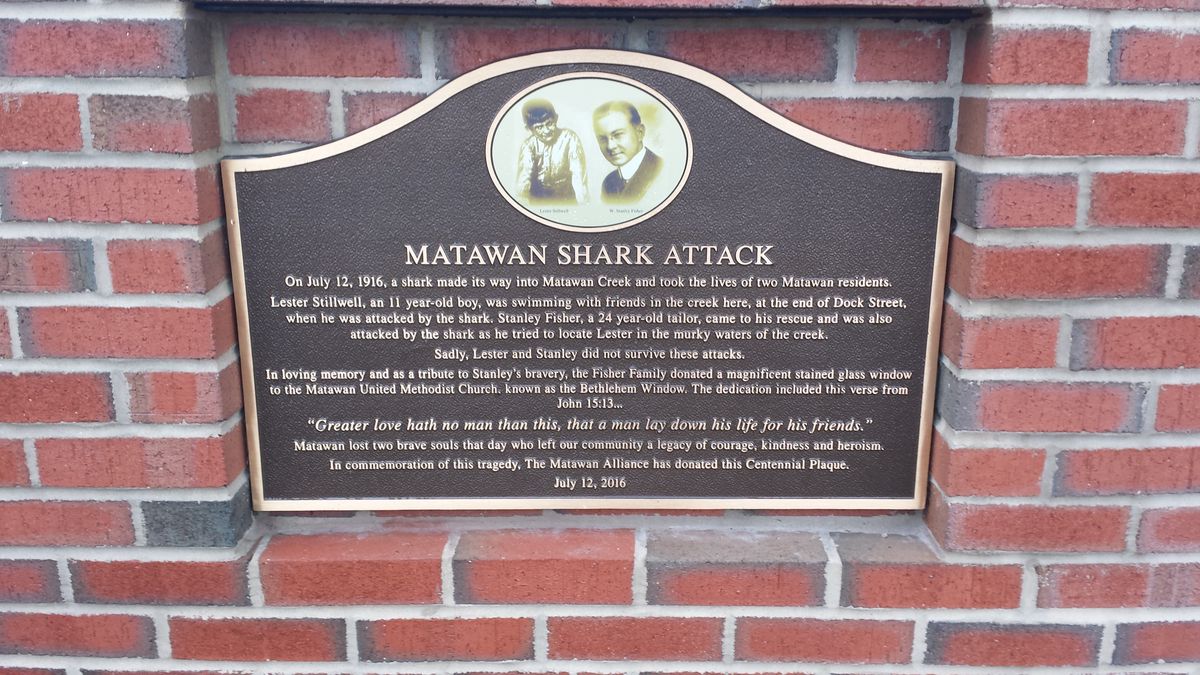 Lester Stillwell
W. Stanley Fisher
MATAWAN SHARK ATTACK
On July 12, 1916, a shark made its way into Matawan Creek and took the lives of two Matawan residents.
Lester Stillwell, an 11 year-old boy, was swimming with friends in the creek here, at the end of Dock Street,
when he was attacked by the shark. Stanley Fisher, a 24 year-old tailor, came to his rescue and was also
attacked by the shark as he tried to locate Lester in the murky waters of the creek.
Sadly, Lester and Stanley did not survive these attacks.
In loving memory and as a tribute to Stanley's bravery, the Fisher Family donated a magnificent stained glass window
to the Matawan United Methodist Church, known as the Bethlehem Window. The dedication included this verse from
John 15:13...
"Greater love hath no man than this, that a man lay down his life for his friends."
Matawan lost two brave souls that day who left our community a legacy of courage, kindness and heroism.
In commemoration of this tragedy, The Matawan Alliance has donated this Centennial Plaque.
July 12, 2016